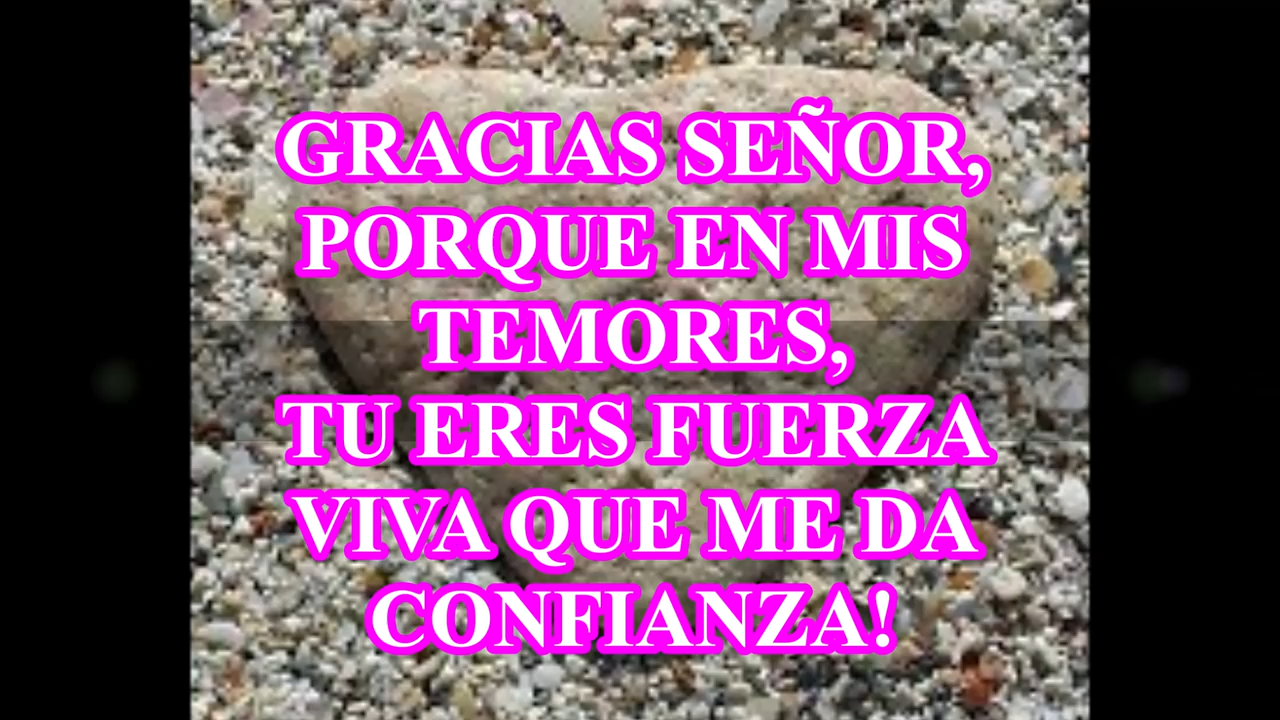 GRACIAS SEÑOR,
PORQUE EN MIS
TEMORES,
TU ERES FUERZA
VIVA QUE ME DA
CONFIANZA!